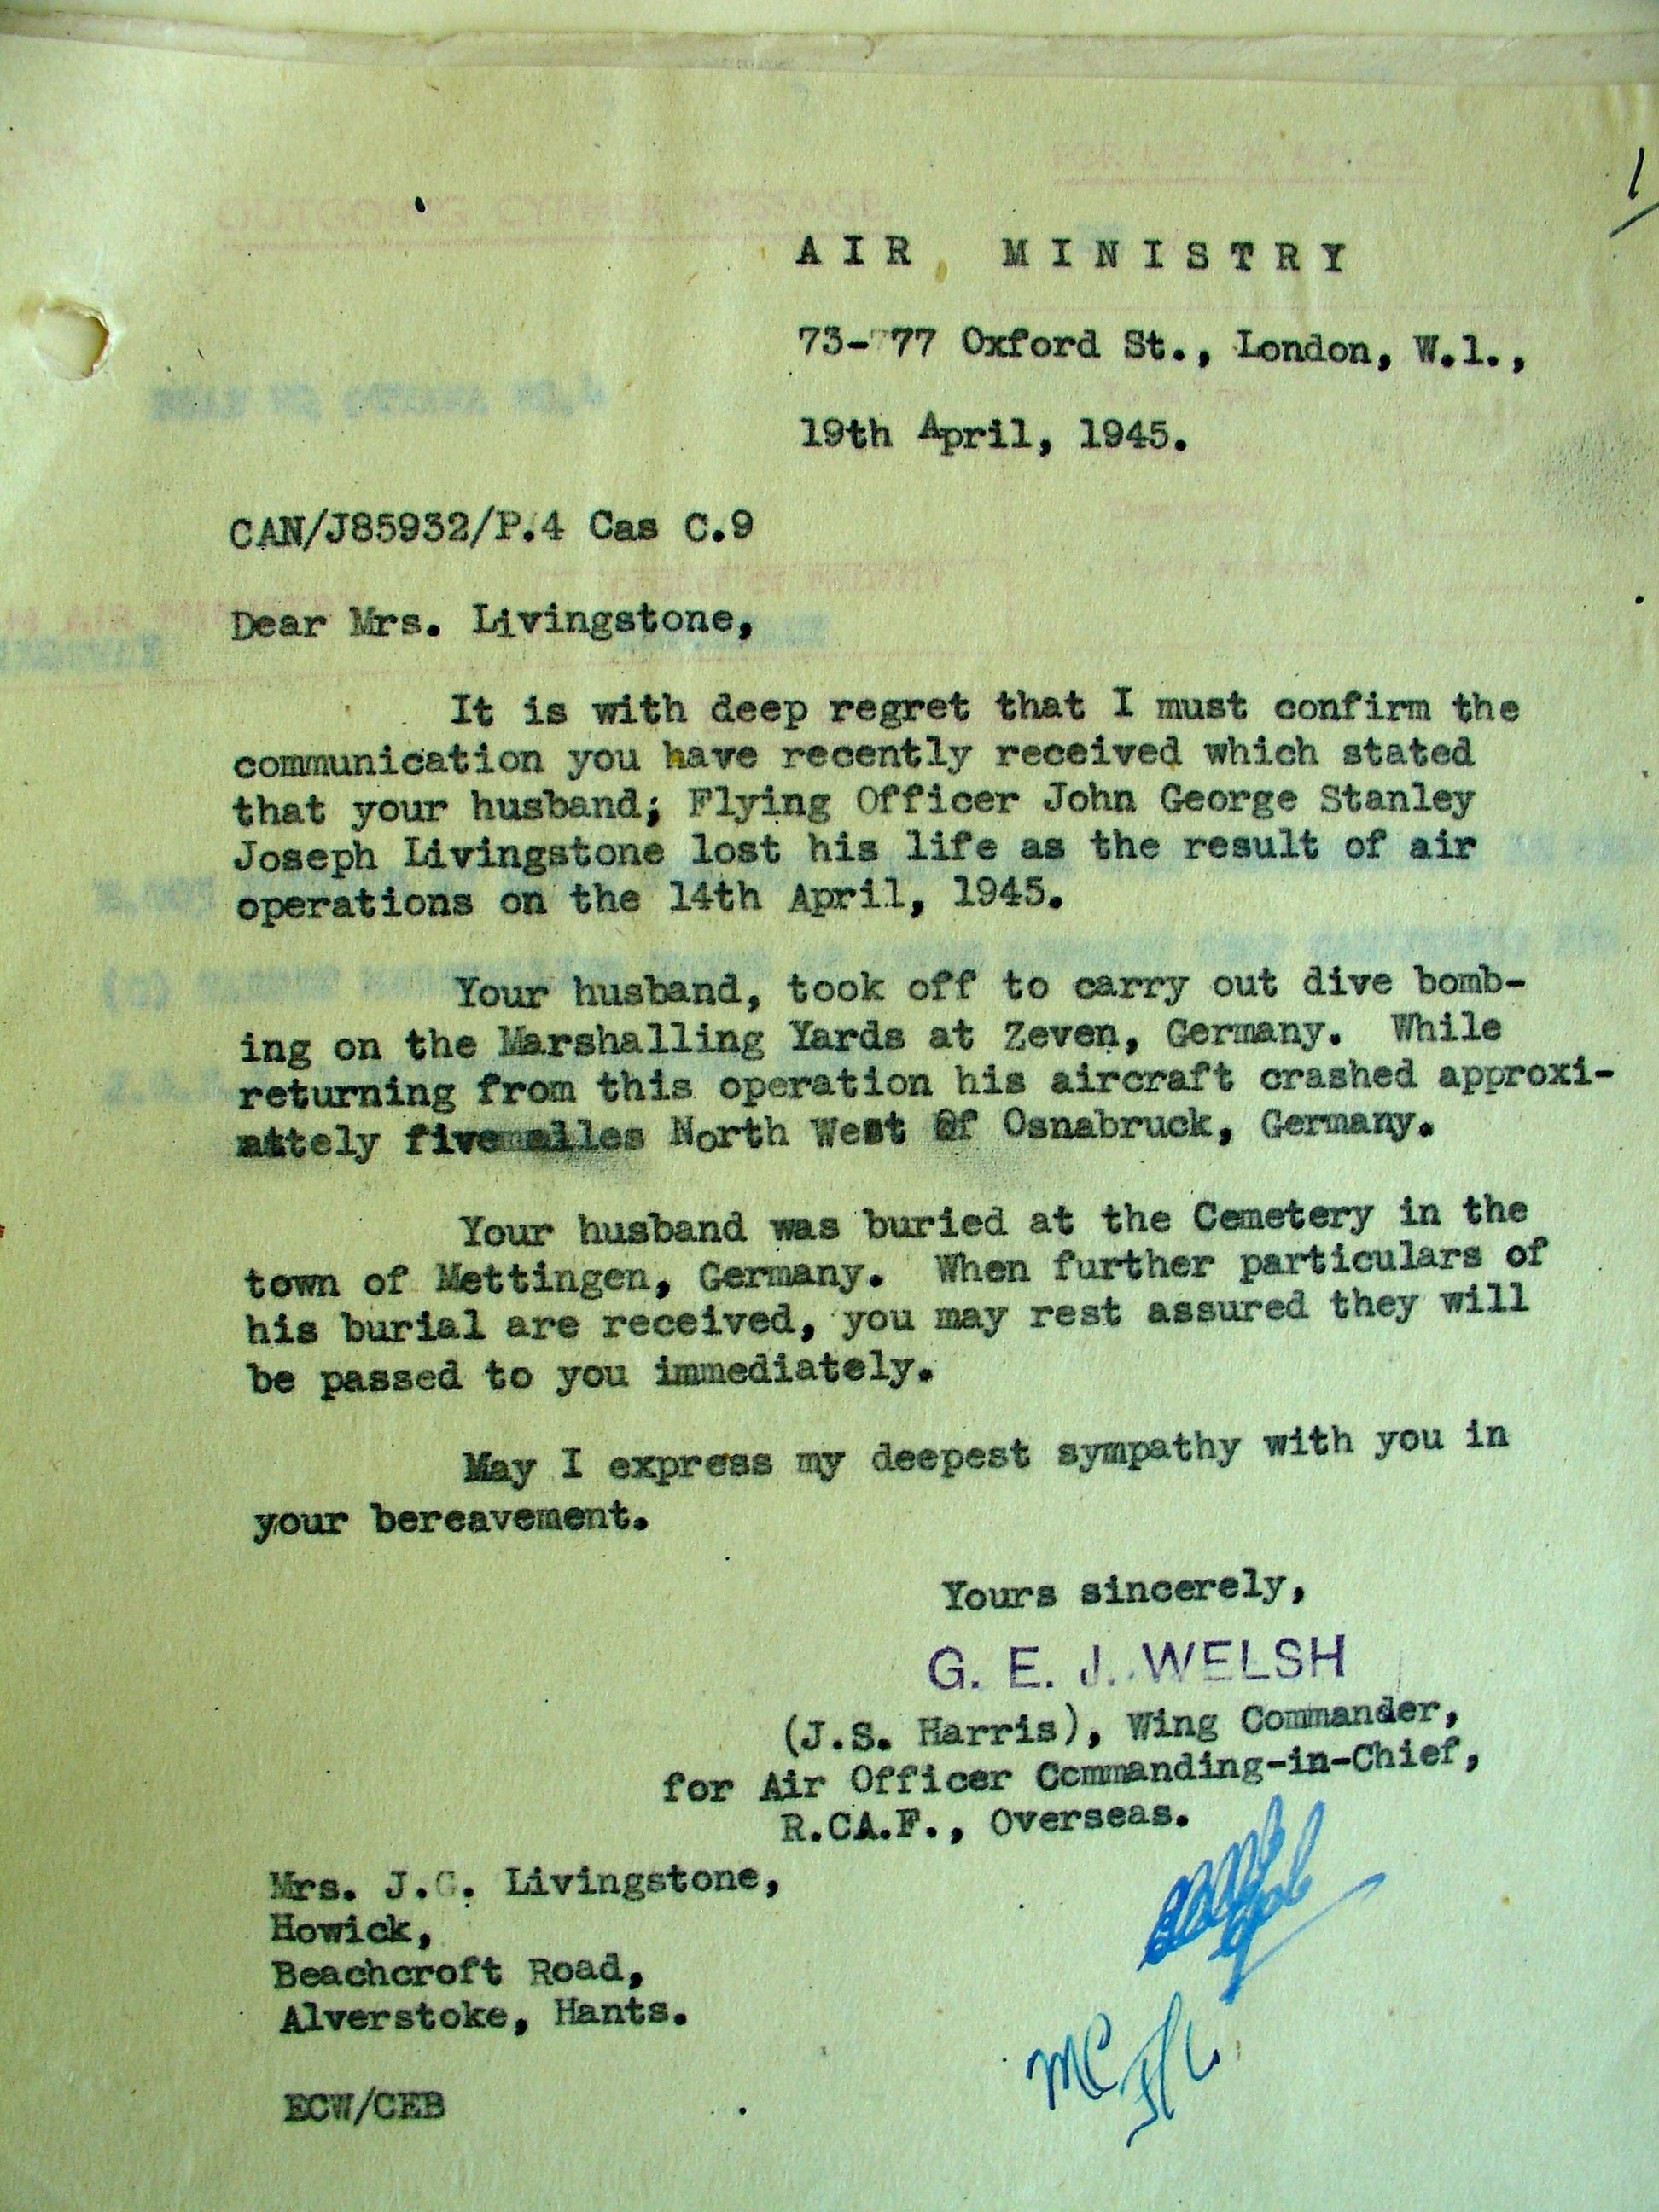 1
AIR MINISTRY
73- 77 Oxford St., London, W.1.,
19th April, 1945.
CAN/J85932/P.4 Cas C.9
Dear Mrs. Livingstone,
It is with deep regret that I must confirm the
communication you have recently received which stated
that your husband; Flying Officer John George Stanley
Joseph Livingstone lost his life as the result of air
operations on the 14th April, 1945.
Your husband, took off to carry out dive bomb-
ing on the Marshalling Yards at Zeven, Germany. While
returning from this operation his aircraft crashed approxi-
mately five miles North West Of Osnabruck, Germany.
Your husband was buried at the Cemetery in the
town of Mettingen, Germany. When further particulars of
his burial are received, you may rest assured they will
be passed to you immediately.
May I express my deepest sympathy with you in
your bereavement.
Yours sincerely,
G. E. J. WELSH
(J.S. Harris), Wing Commander,
for Air Officer Commanding-in-Chief,
R.CA.F., Overseas.
Mrs. J.G. Livingstone,
Howick,
Beachcroft Road,
Alverstoke, Hants.
ECW/CEB